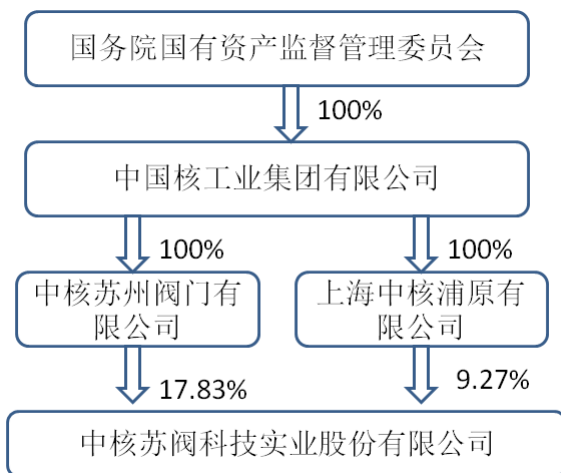 国务院国有资产监督管理委员会
100%
中国核工业集团有限公司
100%
100%
中核苏州阀门有
限公司
上海中核浦原有
限公司
17.83%
9.27%
中核苏阀科技实业股份有限公司